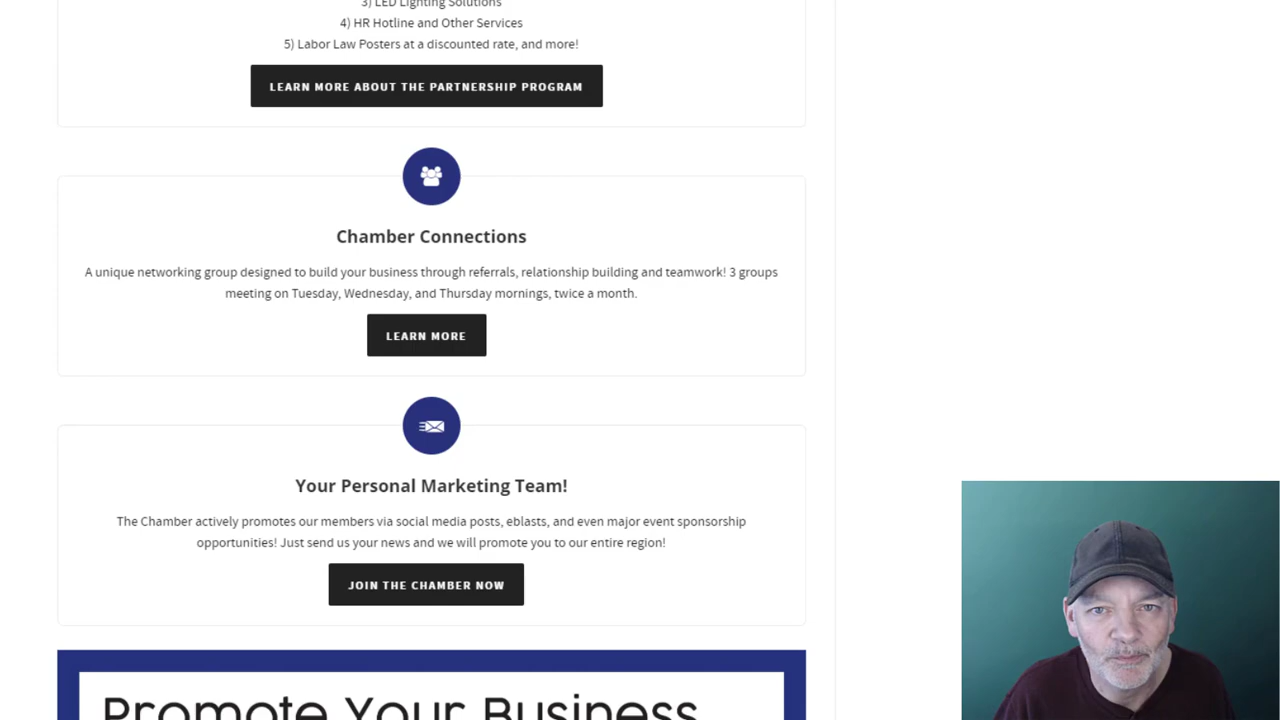 3) LED Lighting Solutions
4) HR Hotline and Other Services
5) Labor Law Posters at a discounted rate, and more!
LEARN MORE ABOUT THE PARTNERSHIP PROGRAM
Chamber Connections
A unique networking group designed to build your business through referrals, relationship building and teamwork! 3 groups
meeting on Tuesday, Wednesday, and Thursday mornings, twice a month.
LEARN MORE
Your Personal Marketing Team!
The Chamber actively promotes our members via social media posts, eblasts, and even major event sponsorship
opportunities! Just send us your news and we will promote you to our entire region!
JOIN THE CHAMBER NOW
Promote Your Business